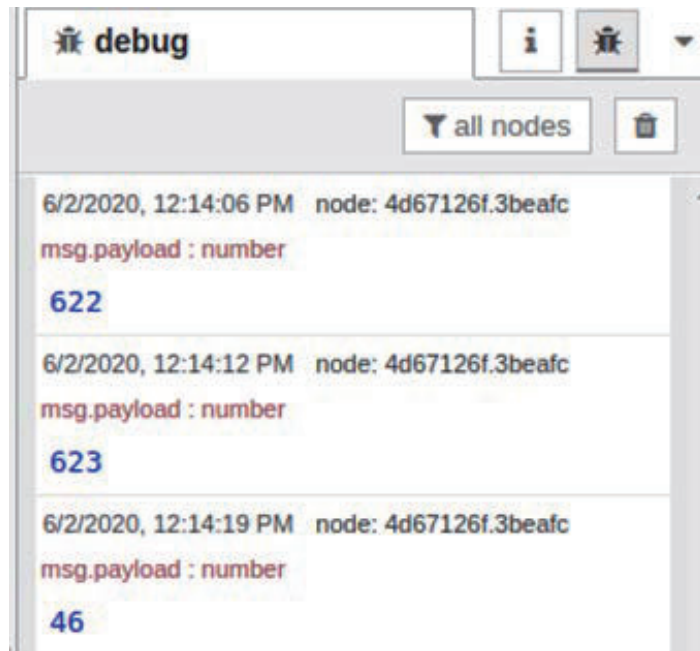 debug
i
all nodes
6/2/2020, 12:14:06 PM node: 4d67126f.3beafc
msg.payload : number
622
6/2/2020, 12:14:12 PM node: 4d67126f.3beafc
msg.payload : number
623
6/2/2020, 12:14:19 PM node: 4d67126f.3beafc
msg.payload : number
46